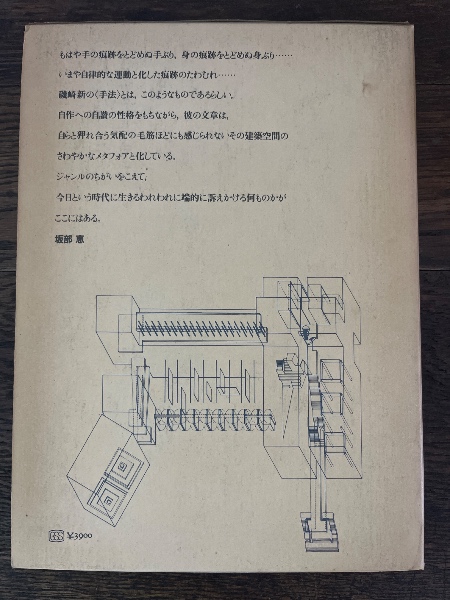 もはや手の痕跡をとどめぬ手ぶり、身の痕跡をとどめぬ身ぶり……
いまや自律的な運動と化した痕跡のたわむれ……
磯崎新の〈手法〉とは、このようなものであるらしい。
自作への自讃の性格をもちながら、彼の文章は、
自らと狎れ合う気配の毛筋ほどにも感じられないその建築空間の
さわやかなメタフォアと化している。
ジャンルのちがいをこえて、
今日という時代に生きるわれわれに端的に訴えかける何ものかが
ここにはある。
坂部 恵
¥3900